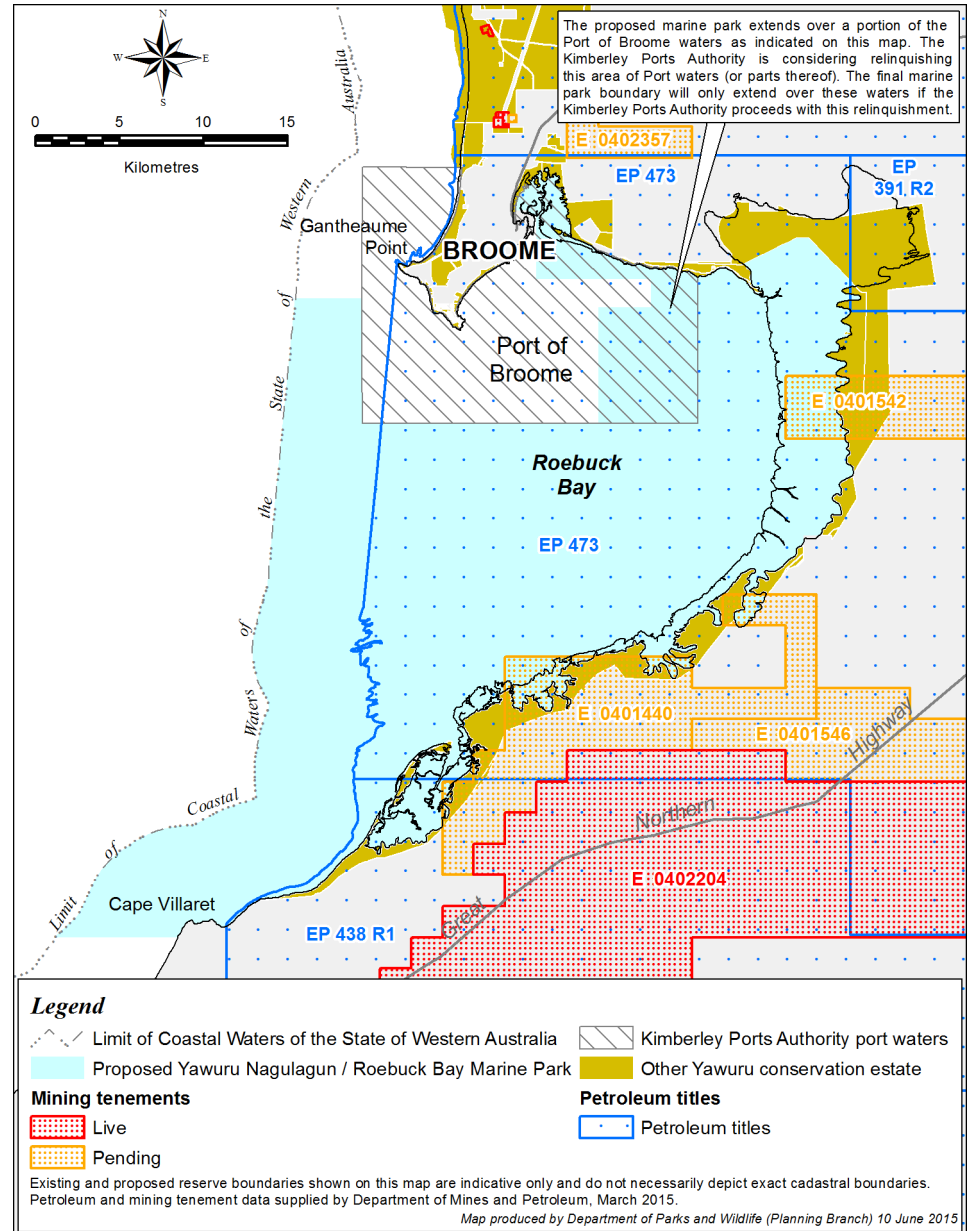 N
W E
S
0 5 10 15
Kilometres
The proposed marine park extends over a portion of the
Port of Broome waters as indicated on this map. The
Kimberley Ports Authority is considering relinquishing
this area of Port waters (or parts thereof). The final marine
park boundary will only extend over these waters if the
Kimberley Ports Authority proceeds with this relinquishment.
Limit of Coastal Waters of the State of Western Australia
E 0402357
EP 473
EP
391 R2
Gantheaume
Point
BROOME
Port of
Broome
E 0401542
Roebuck
Bay
EP 473
E 0401440
E 0401546
Great Northern Highway
E 0402204
Cape Villaret
EP 438 R1
Legend
Limit of Coastal Waters of the State of Western Australia
Kimberley Ports Authority port waters
Proposed Yawuru Nagulagun / Roebuck Bay Marine Park
Other Yawuru conservation estate
Mining tenements
Live
Pending
Petroleum titles
Petroleum titles
Existing and proposed reserve boundaries shown on this map are indicative only and do not necessarily depict exact cadastral boundaries.
Petroleum and mining tenement data supplied by Department of Mines and Petroleum, March 2015.
Map produced by Department of Parks and Wildlife (Planning Branch) 10 June 2015